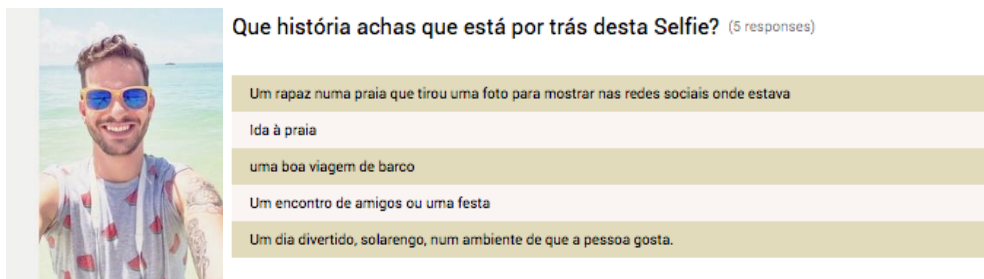 Que história achas que está por trás desta Selfie? (5 responses)
Um rapaz numa praia que tirou uma foto para mostrar nas redes sociais onde estava
Ida à praia
uma boa viagem de barco
Um encontro de amigos ou uma festa
Um dia divertido, solarengo, num ambiente de que a pessoa gosta.